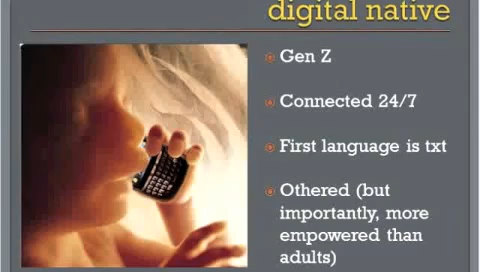 digital native
Gen Z
Connected 24/7
First language is txt
Othered (but
importantly, more
empowered than
adults)